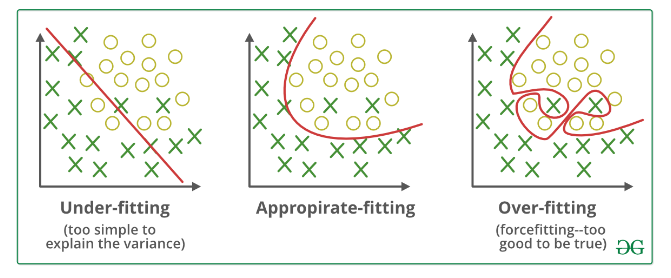 Under-fitting
(too simple to
explain the variance)
Appropirate-fitting
Over-fitting
(forcefitting--too
good to be true)